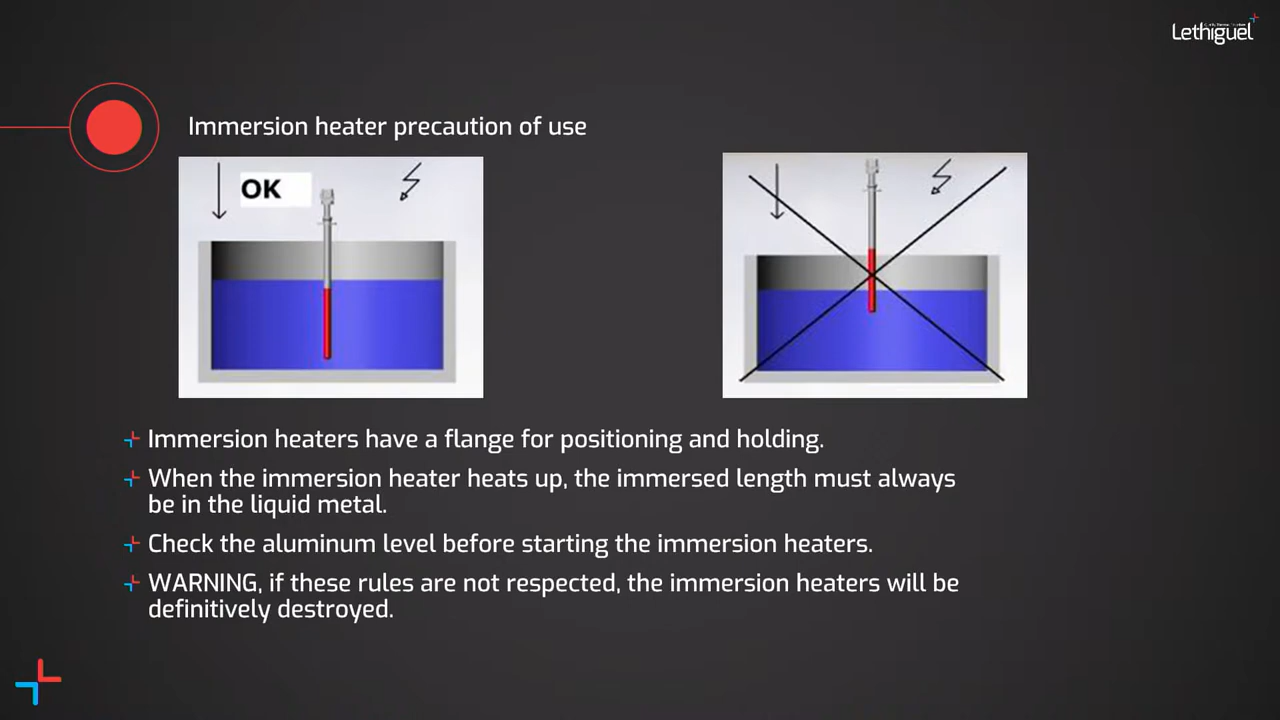 Lethiguel
Immersion heater precaution of use
OK
Immersion heaters have a flange for positioning and holding.
When the immersion heater heats up, the immersed length must always
be in the liquid metal.
Check the aluminum level before starting the immersion heaters.
WARNING, if these rules are not respected, the immersion heaters will be
definitively destroyed.